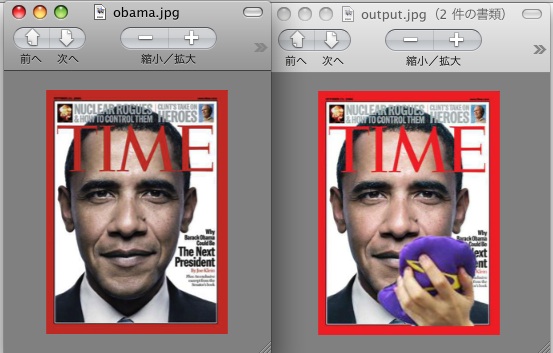 obama.jpg
前へ 次へ 縮小／拡大
NUCLEAR ROGUES
& HOW TO CONTROL THEM
CLINT'S TAKE ON
HEROES
TIME
Why
Barack Obama
Could Be
The Next
President
By Joe Klein
output.jpg（2 件の書類）
前へ 次へ 縮小／拡大
NUCLEAR ROGUES
& HOW TO CONTROL THEM
CLINT'S TAKE ON
HEROES
TIME
Why
Barack Obama
Could Be